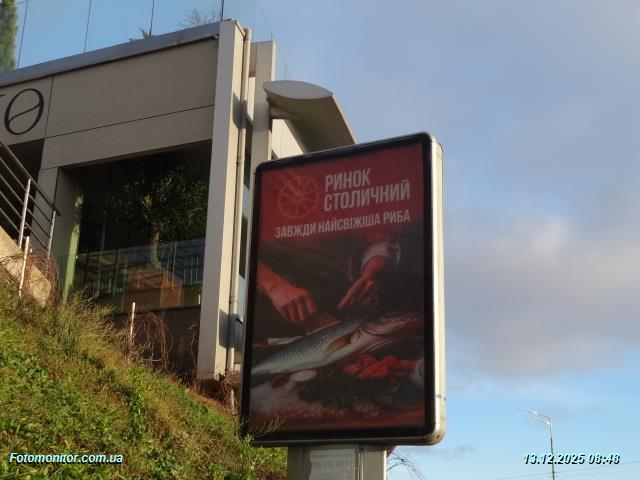 РИНОК
СТОЛИЧНИЙ
ЗАВЖДИ НАЙСВІЖІША РИБА
Fotomonitor.com.ua
13.12.2025 08:48